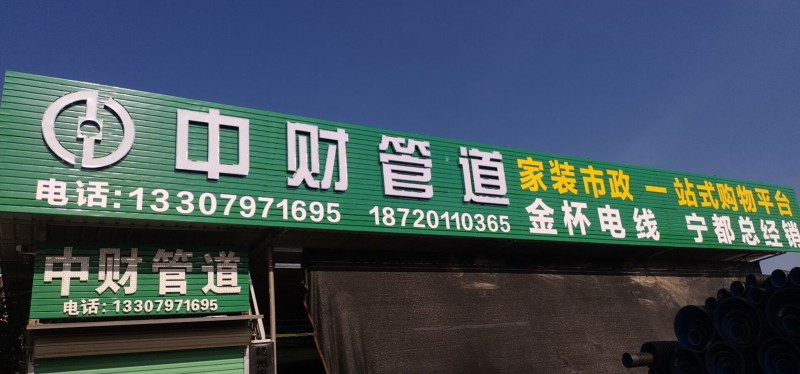 中财管道 家装市政 一站式购物平台
电话:13307971695 18720110365 金杯电线 宁都总经销
中财管道
电话:13307971695